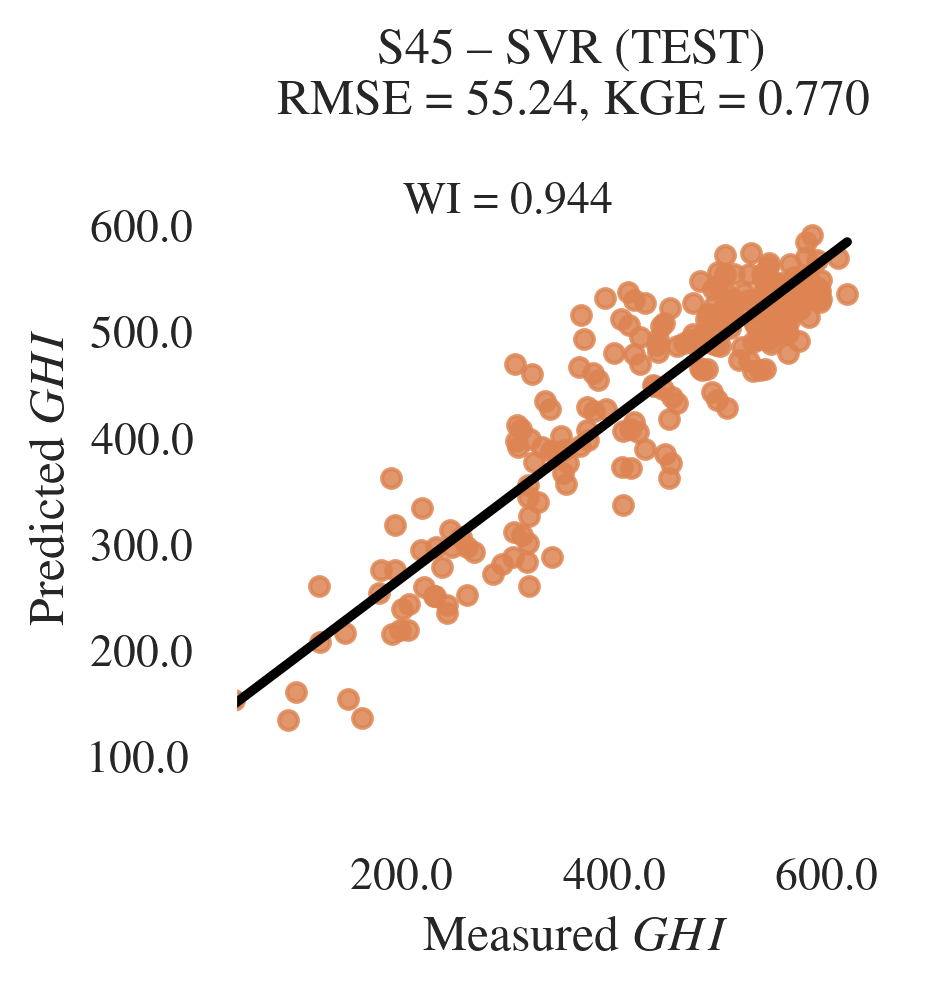 S45 – SVR (TEST)
RMSE = 55.24, KGE = 0.770
WI = 0.944
600.0
500.0
400.0
300.0
200.0
100.0
Predicted GHI
200.0 400.0 600.0
Measured GHI